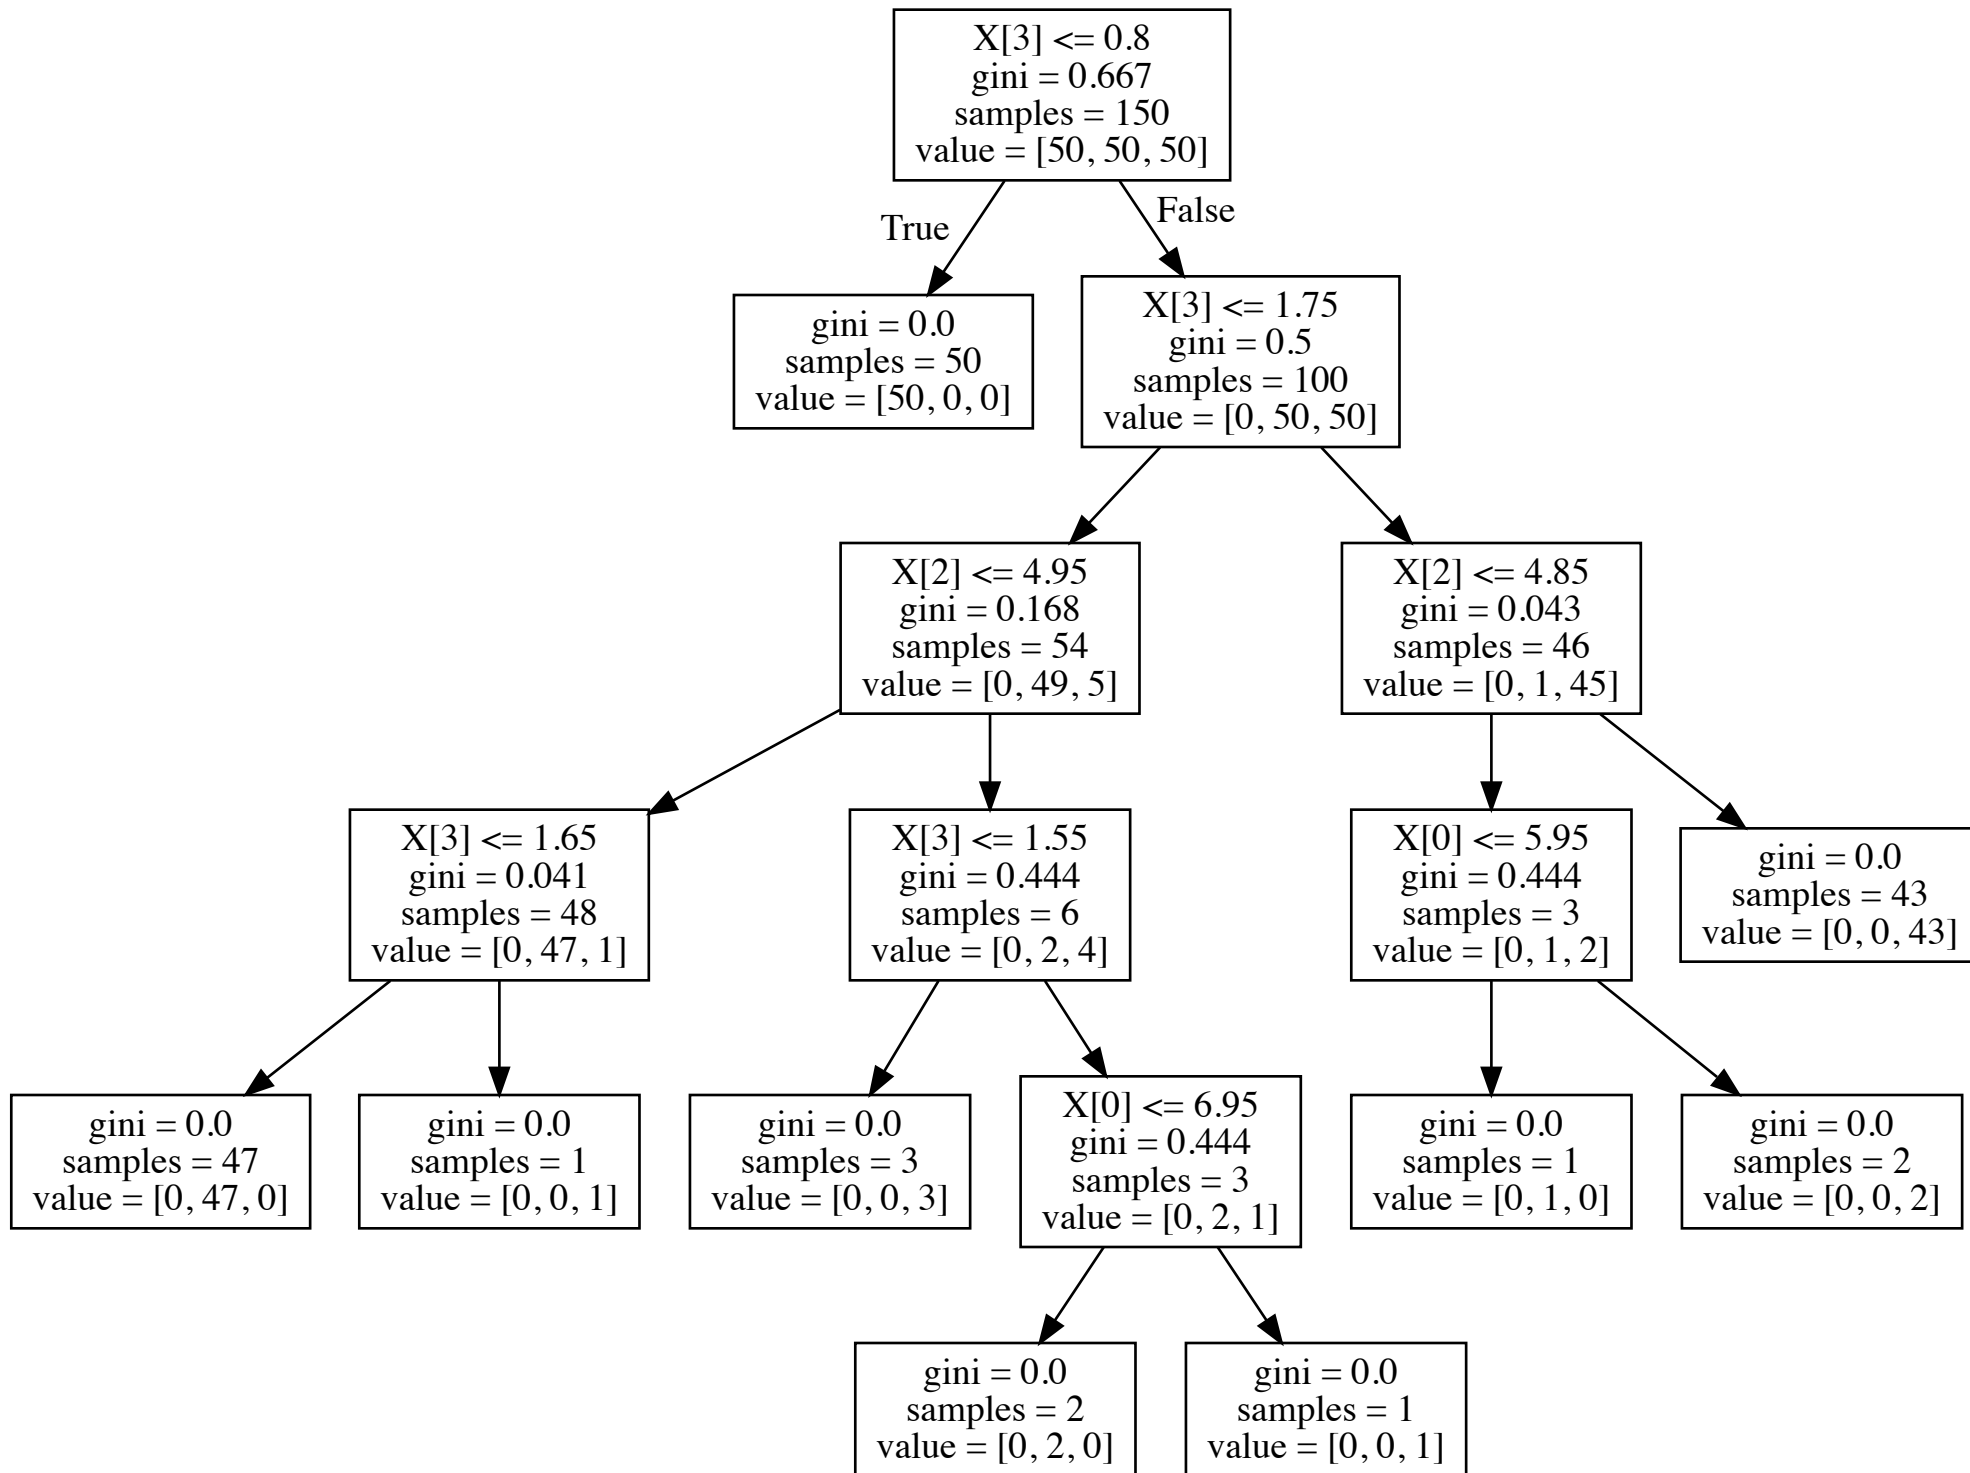 X[3] <= 0.8
gini = 0.667
samples = 150
value = [50, 50, 50]
True
False
gini = 0.0
samples = 50
value = [50, 0, 0]
X[3] <= 1.75
gini = 0.5
samples = 100
value = [0, 50, 50]
X[2] <= 4.95
gini = 0.168
samples = 54
value = [0, 49, 5]
X[2] <= 4.85
gini = 0.043
samples = 46
value = [0, 1, 45]
X[3] <= 1.65
gini = 0.041
samples = 48
value = [0, 47, 1]
X[3] <= 1.55
gini = 0.444
samples = 6
value = [0, 2, 4]
X[0] <= 5.95
gini = 0.444
samples = 3
value = [0, 1, 2]
gini = 0.0
samples = 43
value = [0, 0, 43]
gini = 0.0
samples = 47
value = [0, 47, 0]
gini = 0.0
samples = 1
value = [0, 0, 1]
gini = 0.0
samples = 3
value = [0, 0, 3]
X[0] <= 6.95
gini = 0.444
samples = 3
value = [0, 2, 1]
gini = 0.0
samples = 1
value = [0, 1, 0]
gini = 0.0
samples = 2
value = [0, 0, 2]
gini = 0.0
samples = 2
value = [0, 2, 0]
gini = 0.0
samples = 1
value = [0, 0, 1]